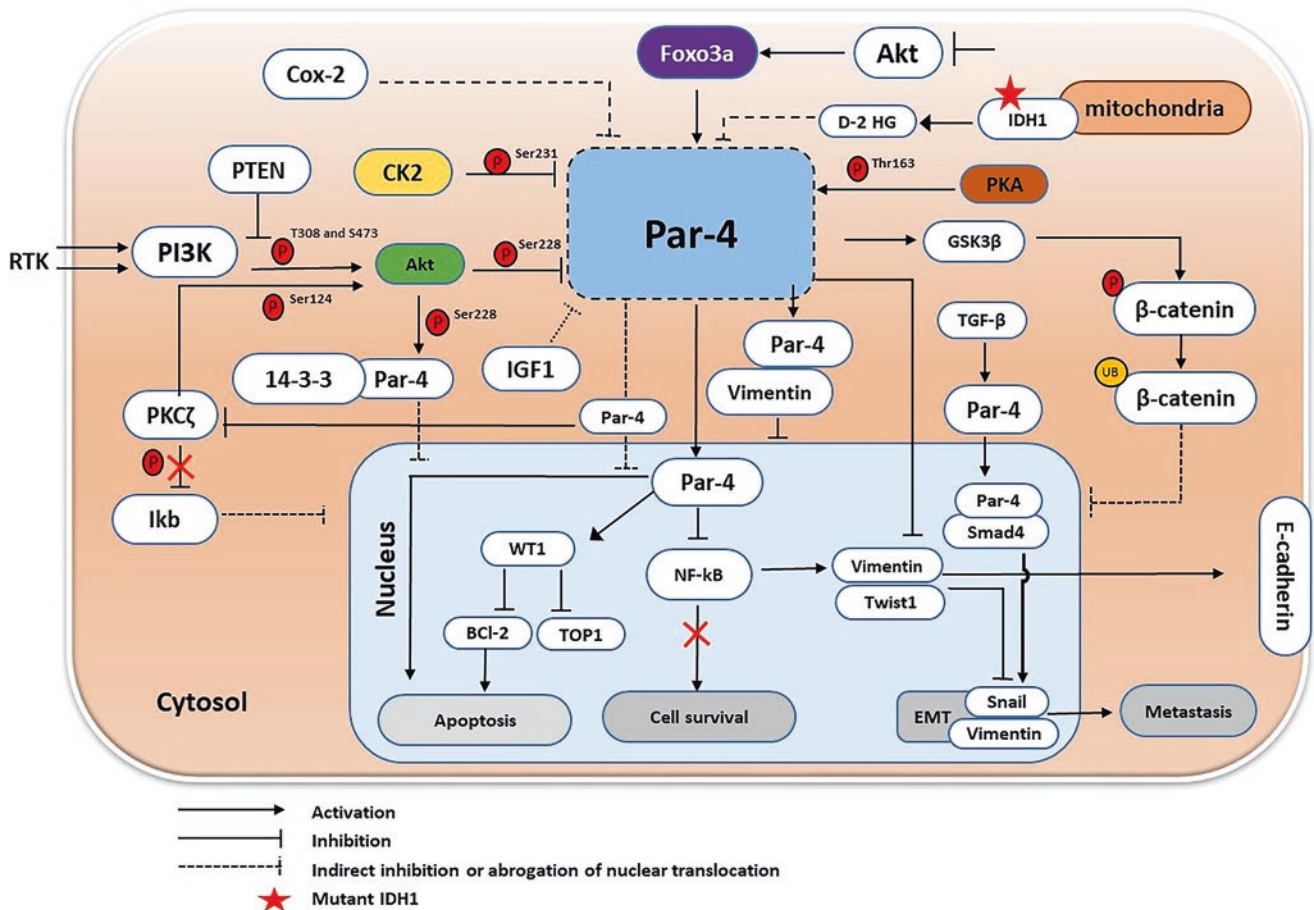 Cox-2
Foxo3a
Akt
mitochondria
IDH1
D-2 HG
PTEN
CK2
P
Ser231
P
Thr163
PKA
Par-4
RTK
PI3K
P
T308 and S473
Akt
P
Ser228
GSK3β
P
Ser124
P
Ser228
P
β-catenin
TGF-β
14-3-3
Par-4
IGF1
Par-4
Vimentin
UB
β-catenin
PKCζ
Par-4
Par-4
P
Ikb
Par-4
Par-4
Smad4
Nucleus
WT1
NF-kB
Vimentin
Twist1
E-cadherin
BCl-2
TOP1
Cytosol
Apoptosis
Cell survival
EMT
Snail
Vimentin
Metastasis
Activation
Inhibition
Indirect inhibition or abrogation of nuclear translocation
Mutant IDH1